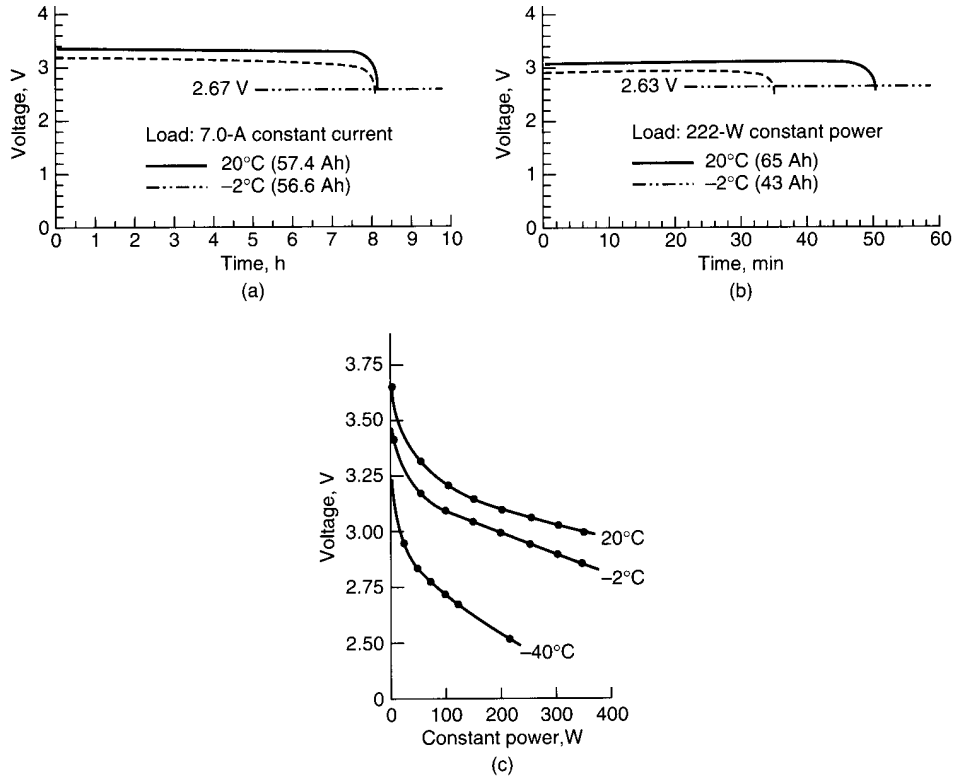 4
3
2
1
0
Voltage, V
2.67 V
Load: 7.0-A constant current
20°C (57.4 Ah)
–2°C (56.6 Ah)
0 1 2 3 4 5 6 7 8 9 10
Time, h
(a)
4
3
2
1
0
Voltage, V
2.63 V
Load: 222-W constant power
20°C (65 Ah)
–2°C (43 Ah)
0 10 20 30 40 50 60
Time, min
(b)
3.75
3.50
3.25
3.00
2.75
2.50
0
Voltage, V
20°C
–2°C
–40°C
0 100 200 300 400
Constant power,W
(c)